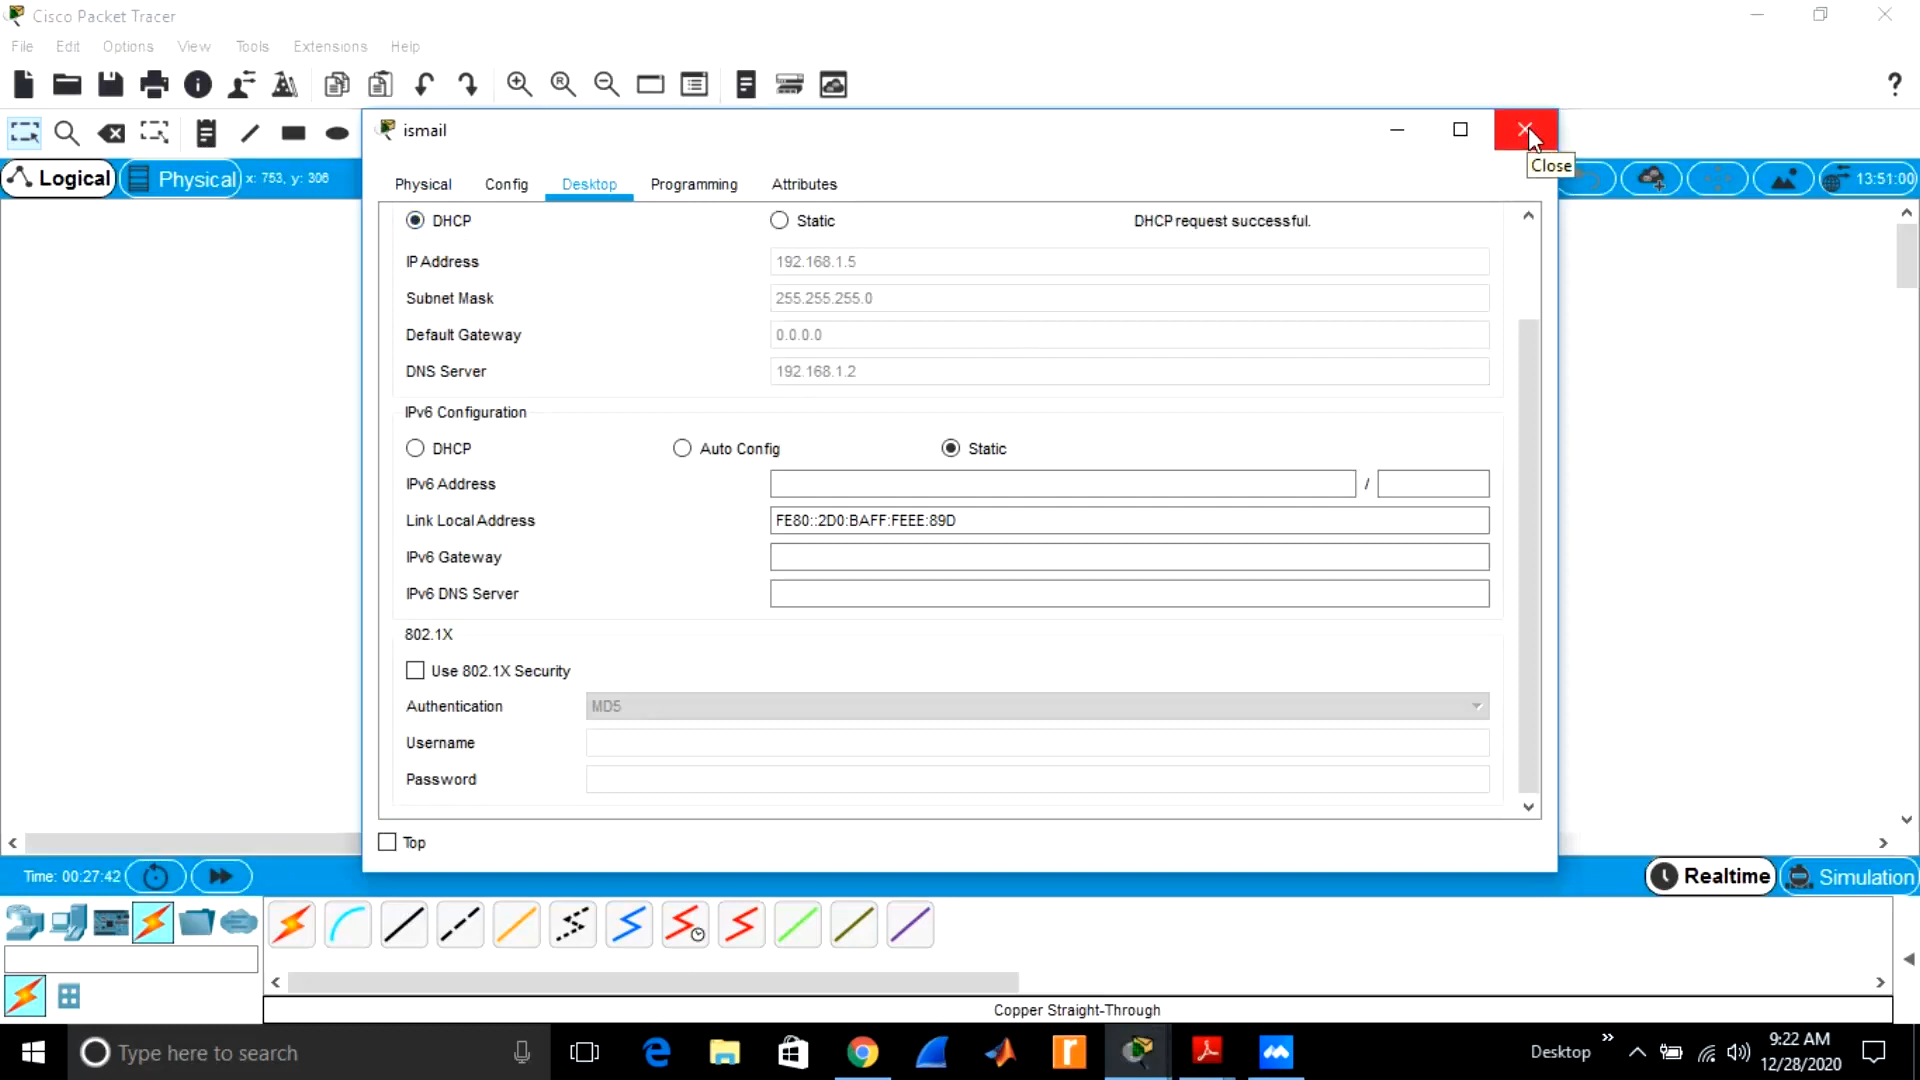 Cisco Packet Tracer
File Edit Options View Tools Extensions Help
ismail
Close
Logical Physical x: 753, y: 306
13:51:00
Physical Config Desktop Programming Attributes
DHCP Static DHCP request successful.
IP Address 192.168.1.5
Subnet Mask 255.255.255.0
Default Gateway 0.0.0.0
DNS Server 192.168.1.2
IPv6 Configuration
DHCP Auto Config Static
IPv6 Address /
Link Local Address FE80::2D0:BAFF:FEEE:89D
IPv6 Gateway
IPv6 DNS Server
802.1X
Use 802.1X Security
Authentication MD5
Username
Password
Top
Time: 00:27:42 Realtime Simulation
Copper Straight-Through
Type here to search
Desktop
9:22 AM
12/28/2020